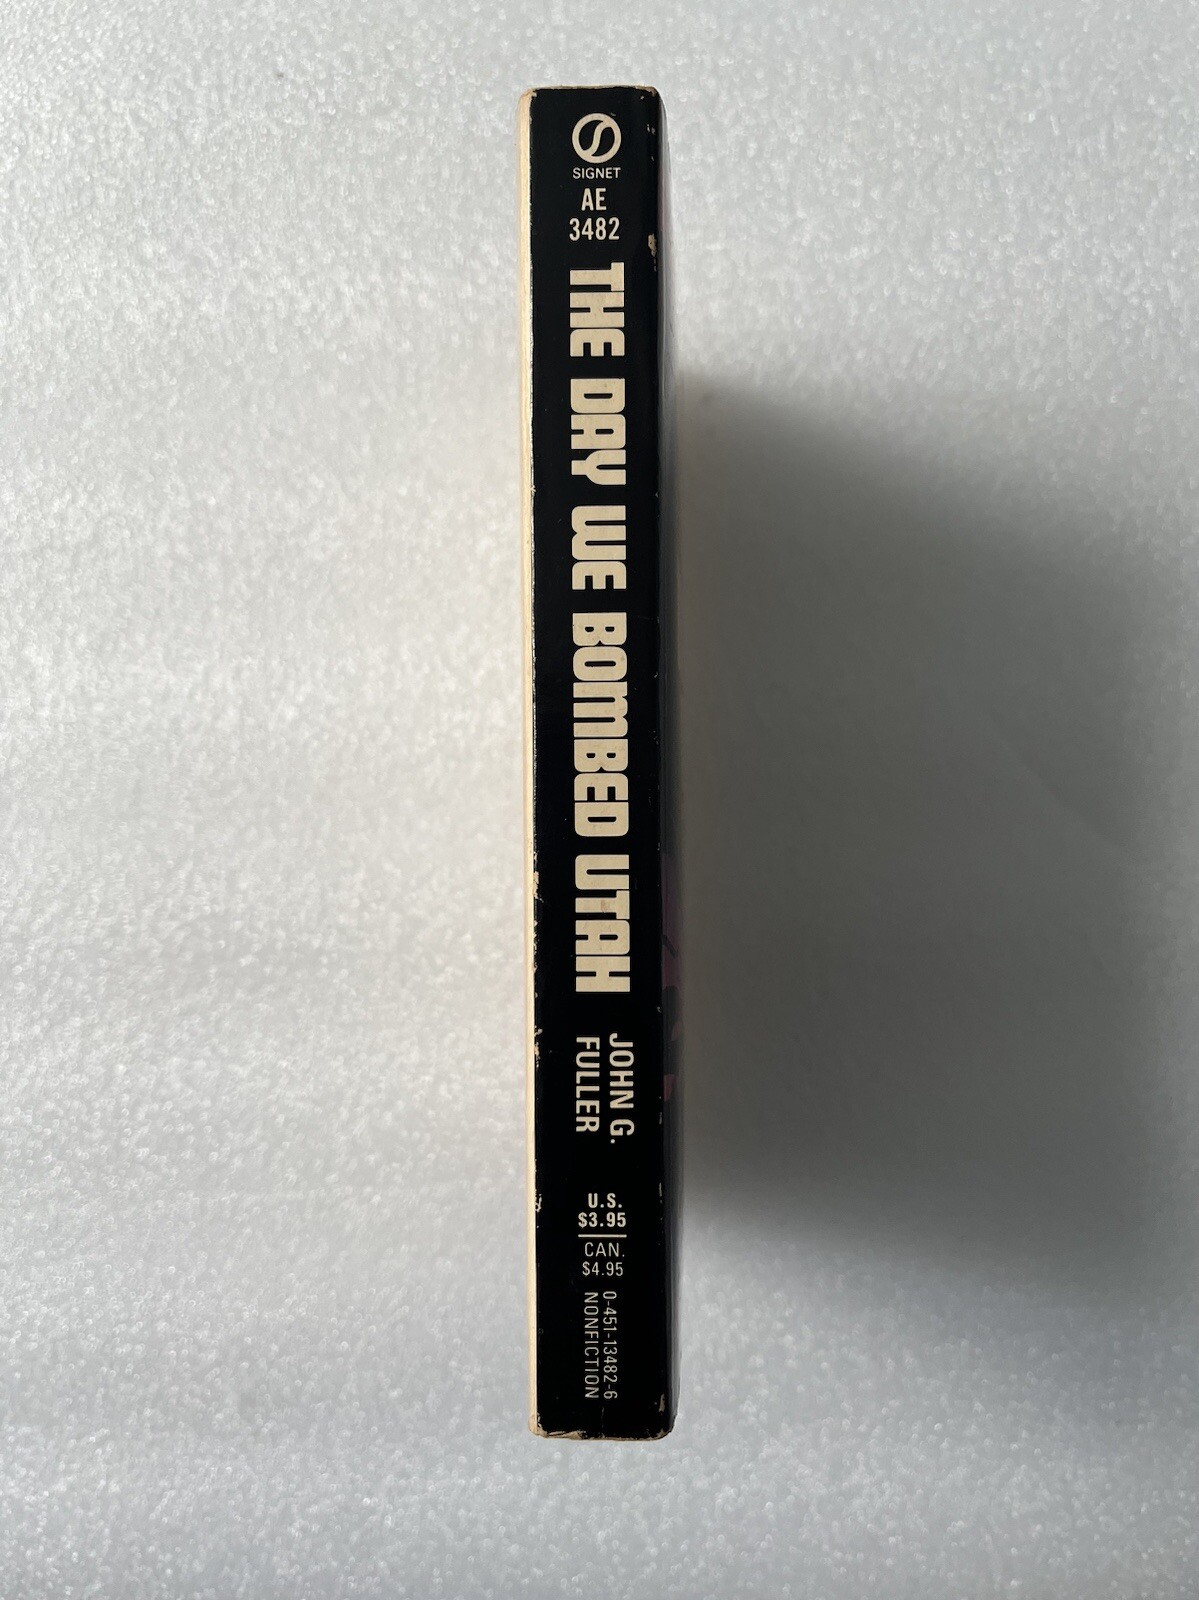 SIGNET
AE
3482
THE DAY WE BOMBED UTAH
JOHN G.
FULLER
U.S.
$3.95
CAN.
$4.95
0-451-13482-6
NONFICTION